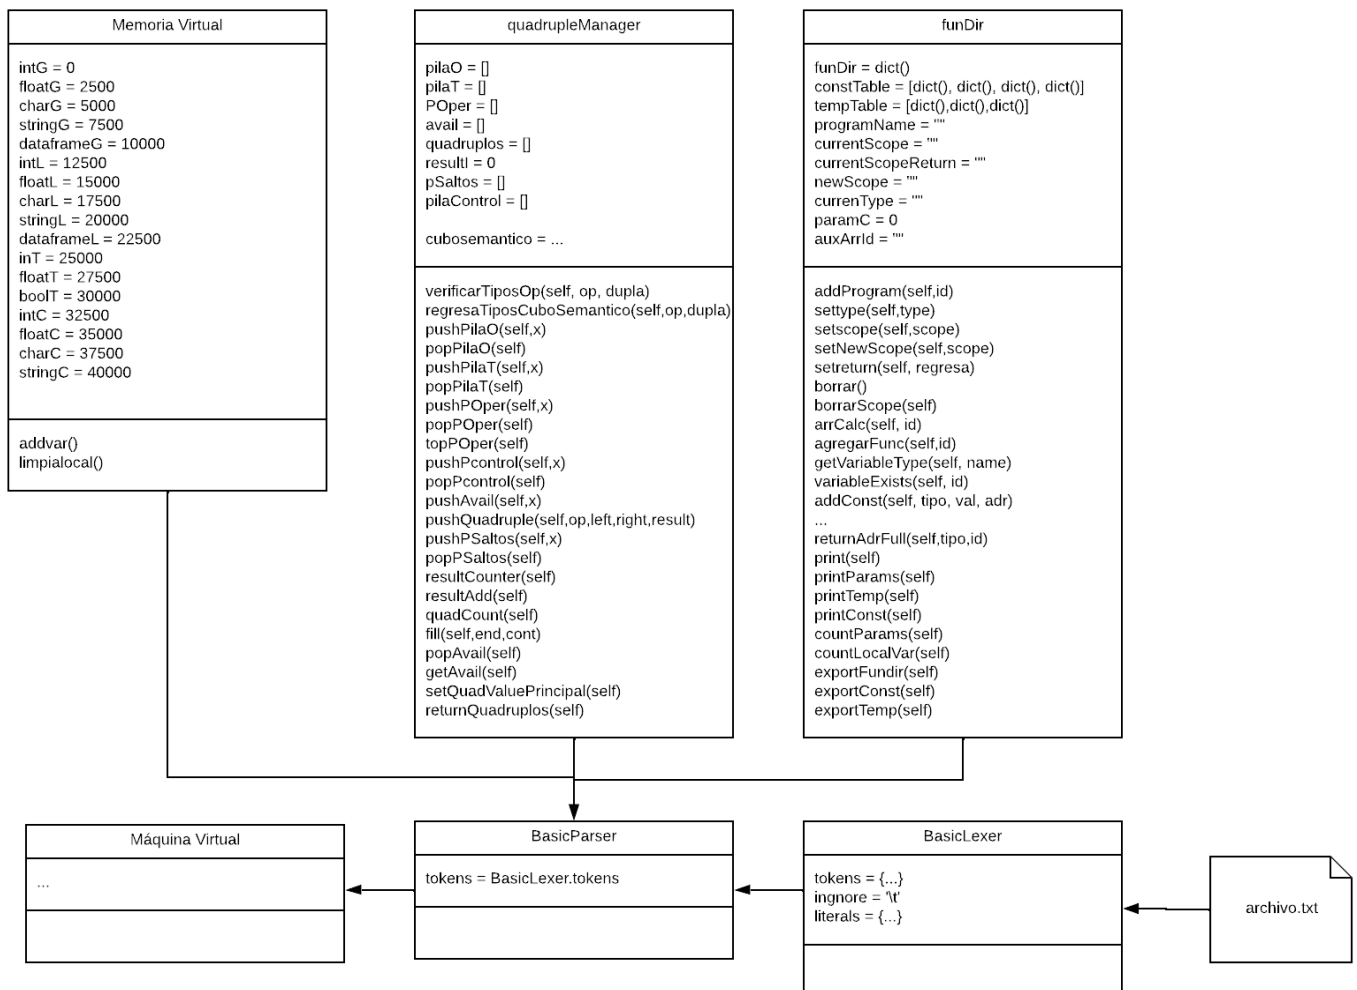 Memoria Virtual
intG = 0
floatG = 2500
charG = 5000
stringG = 7500
dataframeG = 10000
intL = 12500
floatL = 15000
charL = 17500
stringL = 20000
dataframeL = 22500
inT = 25000
floatT = 27500
boolT = 30000
intC = 32500
floatC = 35000
charC = 37500
stringC = 40000
addvar()
limpialocal()
quadrupleManager
pilaO = []
pilaT = []
POper = []
avail = []
quadruplos = []
resultI = 0
pSaltos = []
pilaControl = []
cubosemantico = ...
verificarTiposOp(self, op, dupla)
regresaTiposCuboSemantico(self,op,dupla)
pushPilaO(self,x)
popPilaO(self)
pushPilaT(self,x)
popPilaT(self)
pushPOper(self,x)
popPOper(self)
topPOper(self)
pushPcontrol(self,x)
popPcontrol(self)
pushAvail(self,x)
pushQuadruple(self,op,left,right,result)
pushPSaltos(self,x)
popPSaltos(self)
resultCounter(self)
resultAdd(self)
quadCount(self)
fill(self,end,cont)
popAvail(self)
getAvail(self)
setQuadValuePrincipal(self)
returnQuadruplos(self)
funDir
funDir = dict()
constTable = [dict(), dict(), dict(), dict()]
tempTable = [dict(),dict(),dict()]
programName = ""
currentScope = ""
currentScopeReturn = ""
newScope = ""
currenType = ""
paramC = 0
auxArrId = ""
addProgram(self,id)
settype(self,type)
setscope(self,scope)
setNewScope(self,scope)
setreturn(self, regresa)
borrar()
borrarScope(self)
arrCalc(self, id)
agregarFunc(self,id)
getVariableType(self, name)
variableExists(self, id)
addConst(self, tipo, val, adr)
...
returnAdrFull(self,tipo,id)
print(self)
printParams(self)
printTemp(self)
printConst(self)
countParams(self)
countLocalVar(self)
exportFundir(self)
exportConst(self)
exportTemp(self)
Máquina Virtual
...
BasicParser
tokens = BasicLexer.tokens
BasicLexer
tokens = {...}
ingnore = '\t'
literals = {...}
archivo.txt